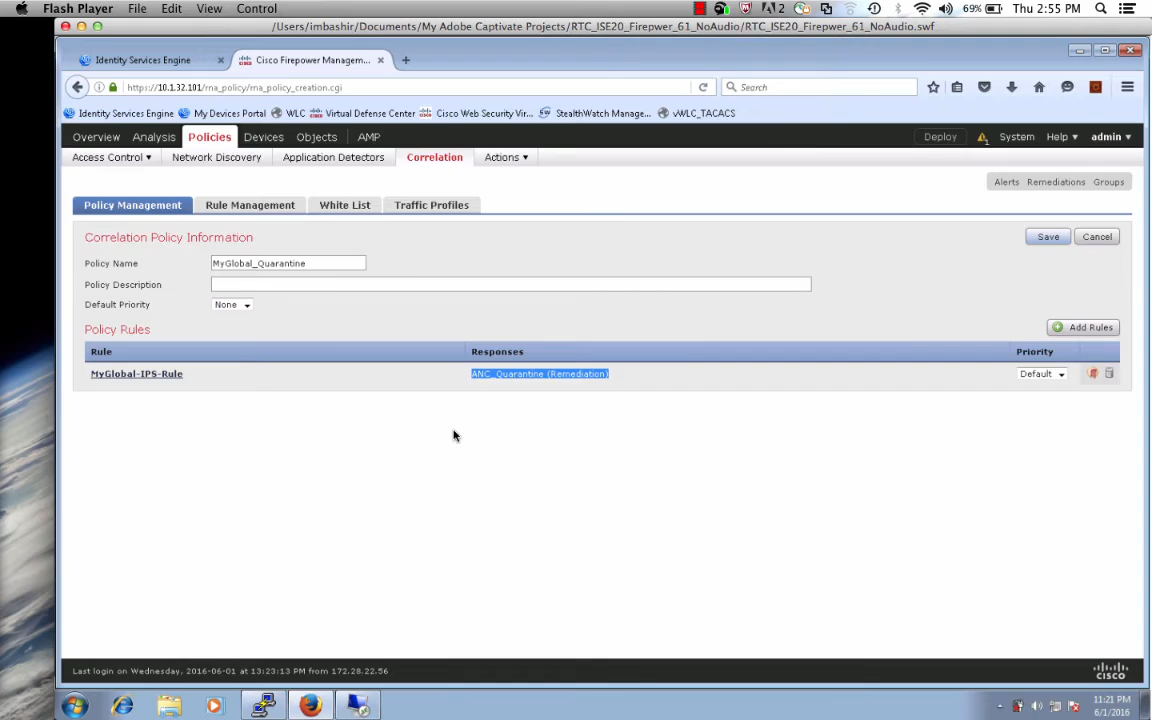 Flash Player File Edit View Control 2 69% Thu 2:55 PM
/Users/imbashir/Documents/My Adobe Captivate Projects/RTC_ISE20_Firepwer_61_NoAudio/RTC_ISE20_Firepwer_61_NoAudio.swf
Identity Services Engine × Cisco Firepower Managem... × +
https://10.1.32.101/rna_policy/rna_policy_creation.cgi Search
Identity Services Engine My Devices Portal WLC Virtual Defense Center Cisco Web Security Vir... StealthWatch Manage... vWLC_TACACS
Overview Analysis Policies Devices Objects AMP Deploy 1 System Help admin
Access Control Network Discovery Application Detectors Correlation Actions
Alerts Remediations Groups
Policy Management Rule Management White List Traffic Profiles
Correlation Policy Information Save Cancel
Policy Name MyGlobal_Quarantine
Policy Description
Default Priority None
Policy Rules Add Rules
Rule Responses Priority
MyGlobal-IPS-Rule ANC_Quarantine (Remediation) Default
Last login on Wednesday, 2016-06-01 at 13:23:13 PM from 172.28.22.56
CISCO
11:21 PM
6/1/2016